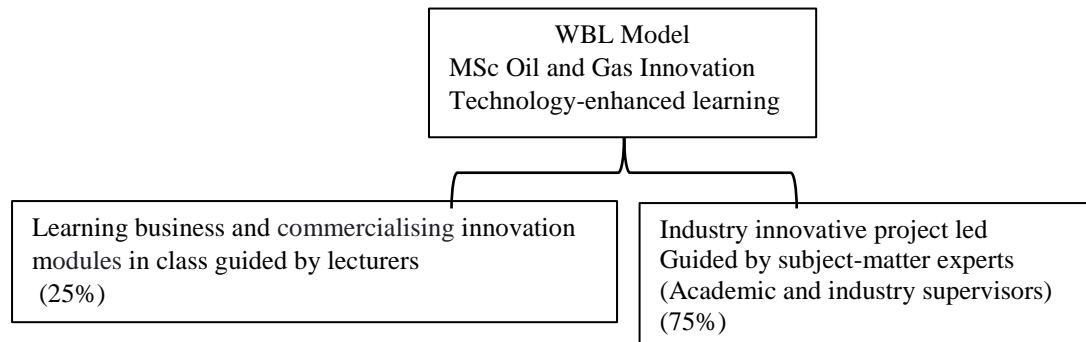 WBL Model
MSc Oil and Gas Innovation
Technology-enhanced learning
Learning business and commercialising innovation
modules in class guided by lecturers
(25%)
Industry innovative project led
Guided by subject-matter experts
(Academic and industry supervisors)
(75%)